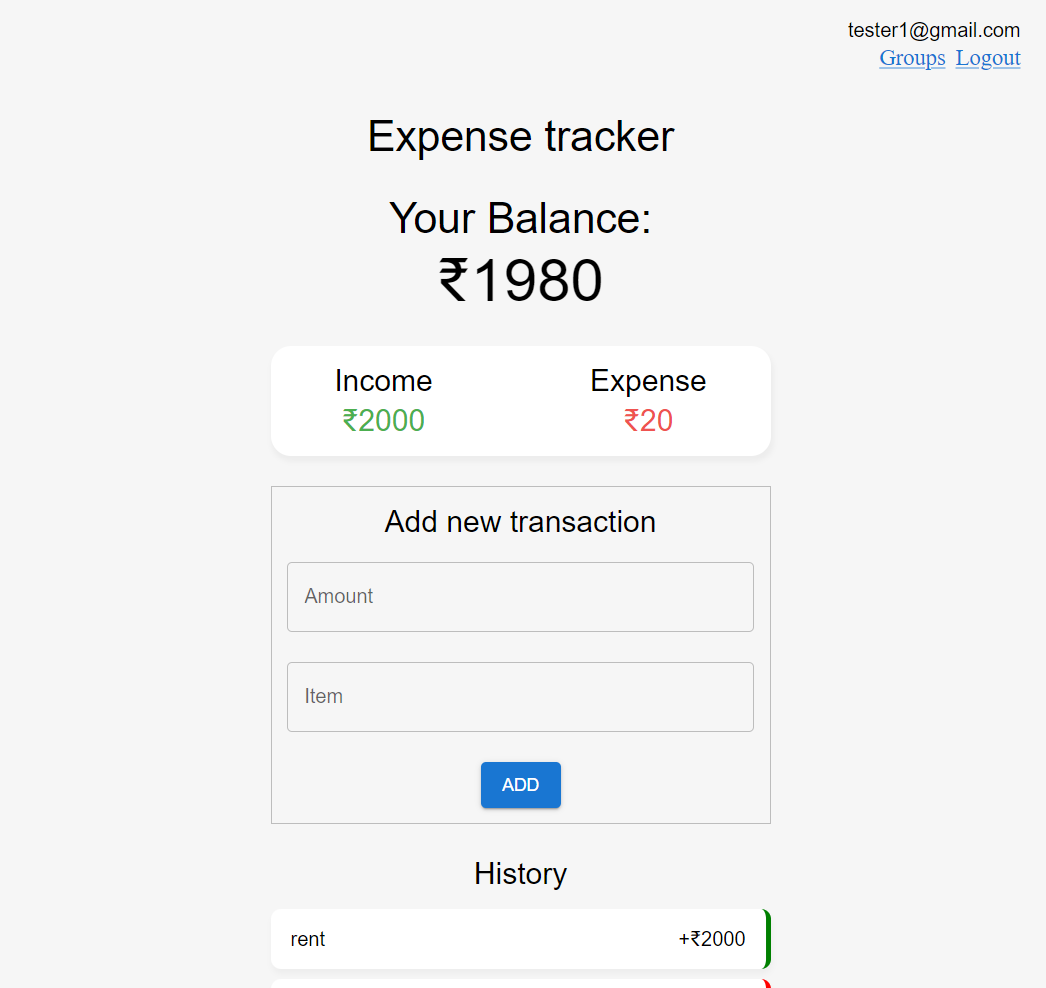 tester1@gmail.com
Groups Logout
Expense tracker
Your Balance:
₹1980
Income Expense
₹2000 ₹20
Add new transaction
Amount
Item
ADD
History
rent +₹2000